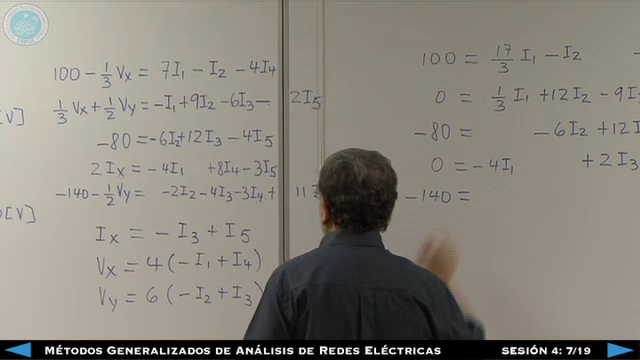 100 - 1/3 Vx = 7I1 - I2 - 4I4
1/3 Vx + 1/2 Vy = -I1 + 9I2 - 6I3 - 2I5
V]
-80 = -6I2 + 12I3 - 4I5
2Ix = -4I1 + 8I4 - 3I5
-140 - 1/2 Vy = -2I2 - 4I3 - 3I4 + 11
[V]
Ix = -I3 + I5
Vx = 4(-I1 + I4)
Vy = 6(-I2 + I3)
100 = 17/3 I1 - I2 -
0 = 1/3 I1 + 12I2 - 9I
-80 = -6I2 + 12I
0 = -4I1 + 2I3
-140 =
MÉTODOS GENERALIZADOS DE ANÁLISIS DE REDES ELÉCTRICAS
SESIÓN 4: 7/19